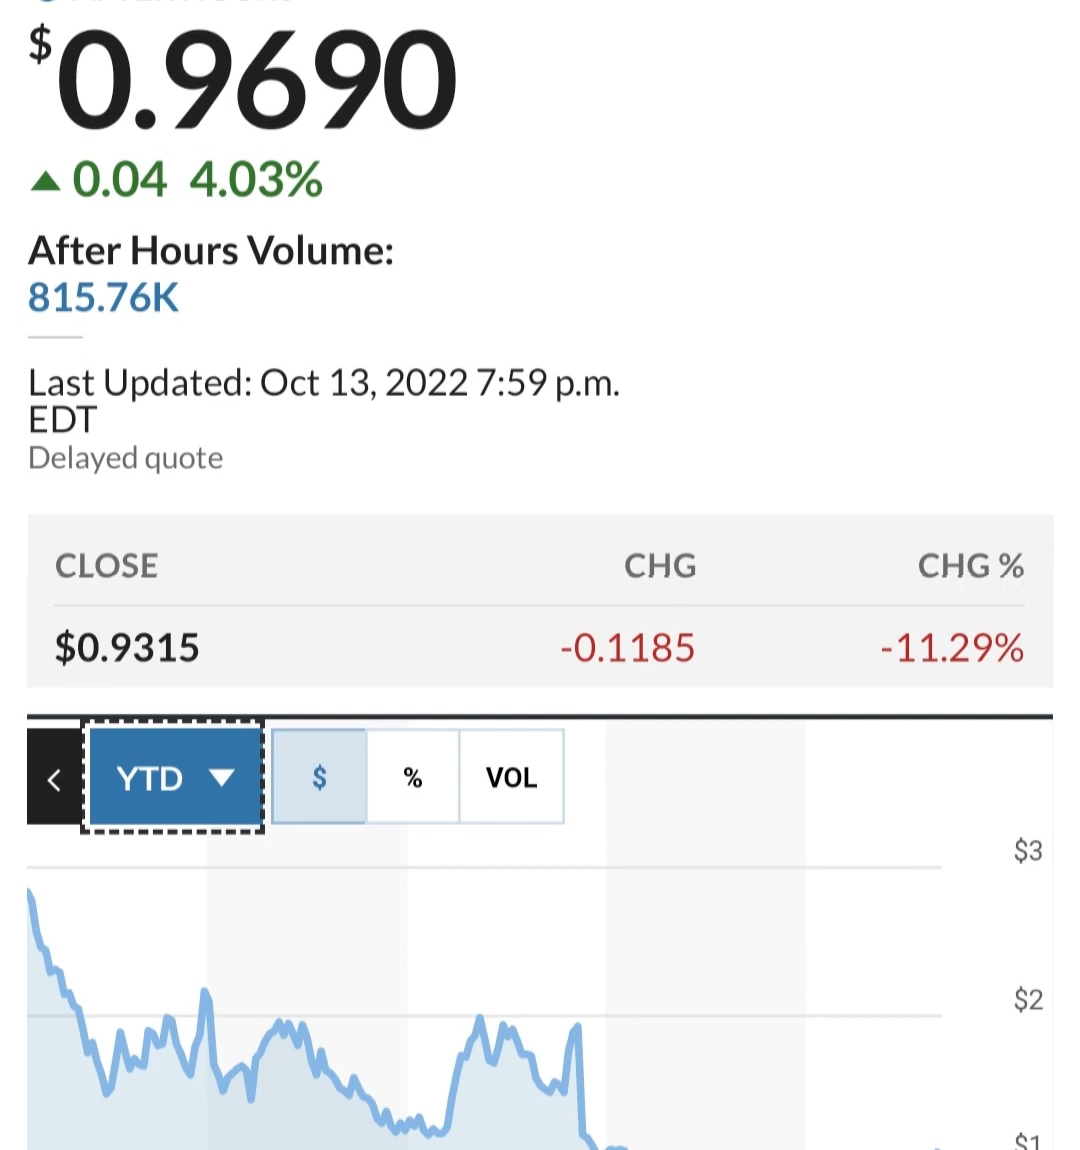 $0.9690
0.04 4.03%
After Hours Volume:
815.76K
Last Updated: Oct 13, 2022 7:59 p.m.
EDT
Delayed quote
CLOSE CHG CHG %
$0.9315 -0.1185 -11.29%
YTD $ % VOL
$3
$2
$1